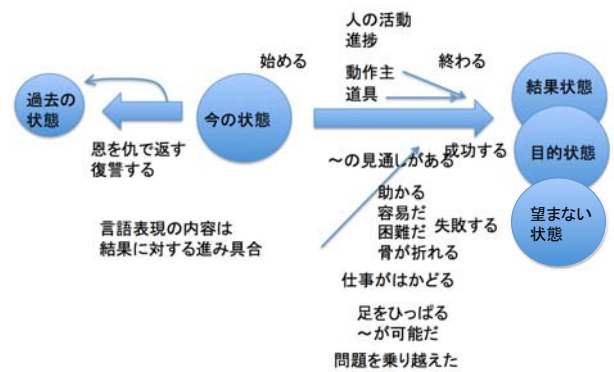 人の活動
進捗
始める
終わる
動作主
道具
過去の
状態
今の状態
結果状態
目的状態
望まない
状態
恩を仇で返す
復讐する
〜の見通しがある
成功する
助かる
容易だ
困難だ
骨が折れる
失敗する
言語表現の内容は
結果に対する進み具合
仕事がはかどる
足をひっぱる
〜が可能だ
問題を乗り越えた